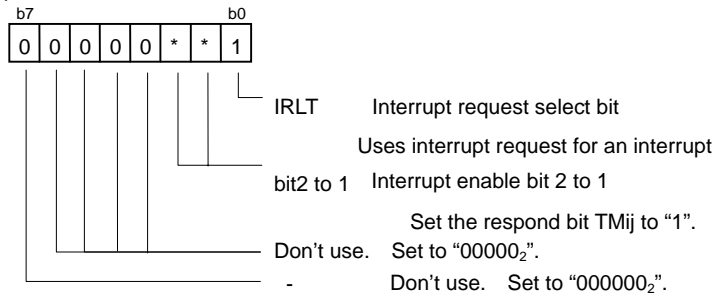 b7 b0
0 0 0 0 0 * * 1
IRLT Interrupt request select bit
Uses interrupt request for an interrupt
bit2 to 1 Interrupt enable bit 2 to 1
Set the respond bit TMij to “1”.
Don’t use. Set to “00000₂”.
- Don’t use. Set to “000000₂”.